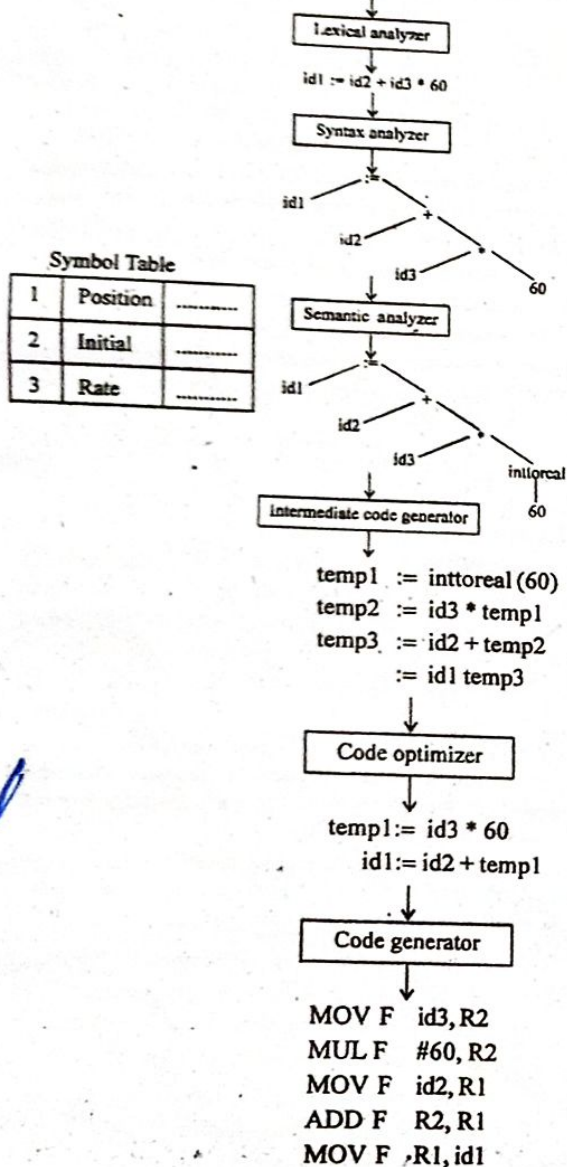 Lexical analyzer
id1 := id2 + id3 * 60
Syntax analyzer
:=
id1
+
id2
*
id3
60
Symbol Table
1 Position ...........
2 Initial ...........
3 Rate ...........
Semantic analyzer
:=
id1
+
id2
*
id3
inttoreal
60
Intermediate code generator
temp1 := inttoreal (60)
temp2 := id3 * temp1
temp3 := id2 + temp2
:= id1 temp3
Code optimizer
temp1:= id3 * 60
id1:= id2 + temp1
Code generator
MOV F id3, R2
MUL F #60, R2
MOV F id2, R1
ADD F R2, R1
MOV F R1, id1